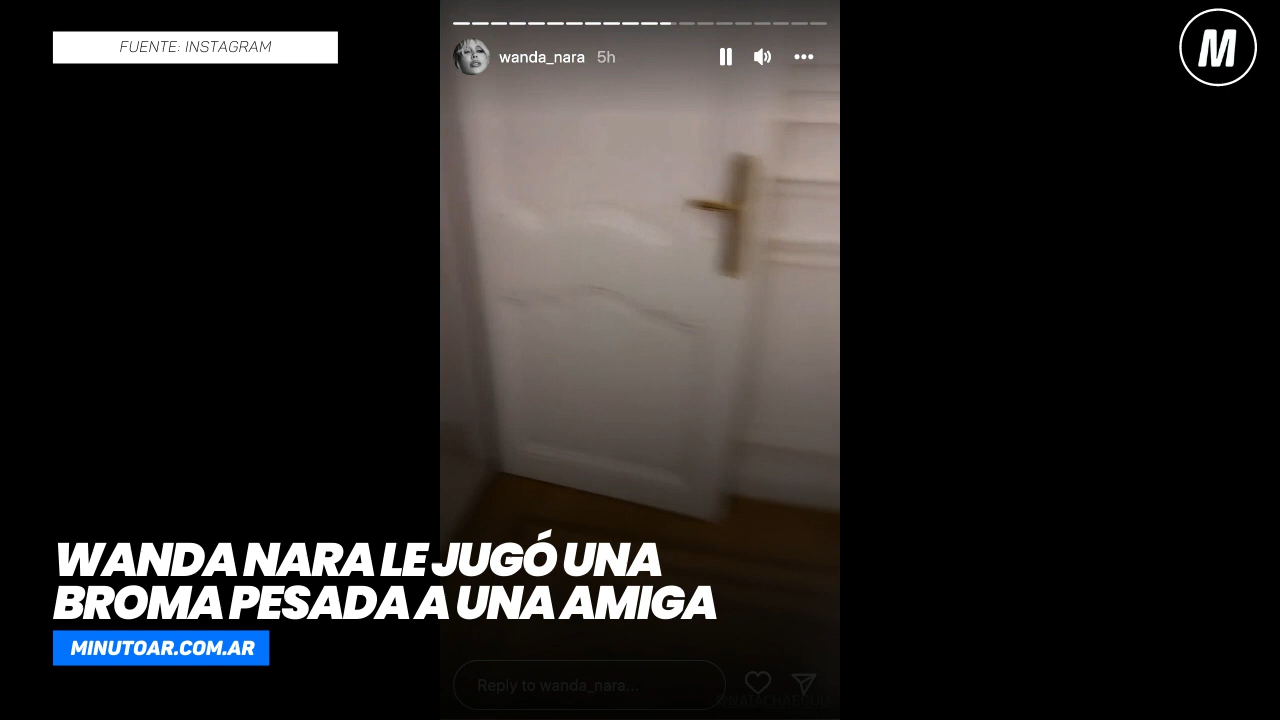 FUENTE: INSTAGRAM
M
wanda_nara 5h
WANDA NARA LE JUGÓ UNA
BROMA PESADA A UNA AMIGA
MINUTOAR.COM.AR
Reply to wanda_nara...